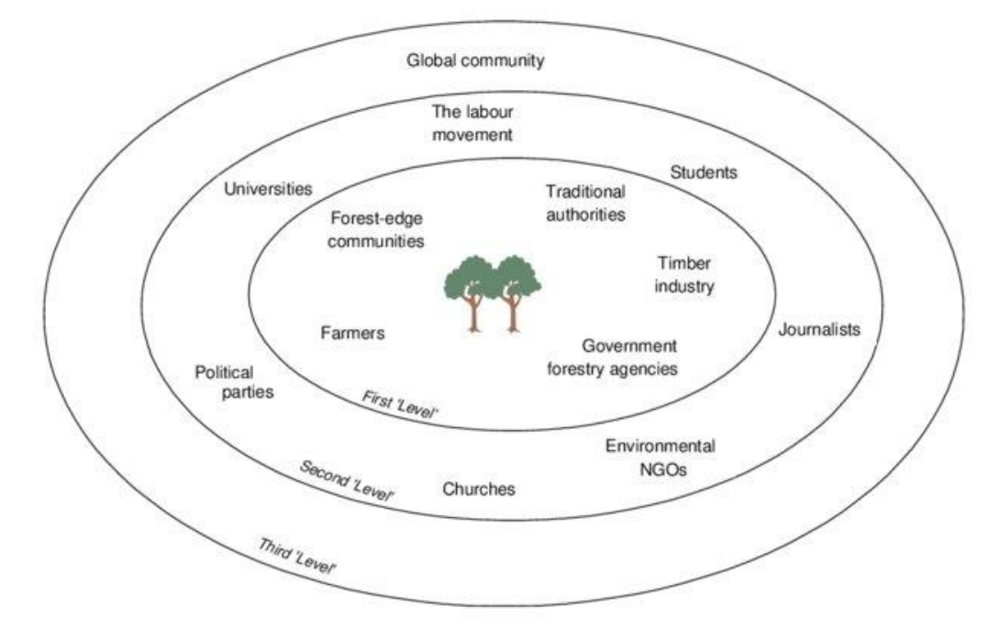 Global community
The labour
movement
Students
Universities
Traditional
authorities
Forest-edge
communities
Timber
industry
Journalists
Farmers
Government
forestry agencies
Political
parties
First 'Level'
Environmental
NGOs
Second 'Level'
Churches
Third 'Level'